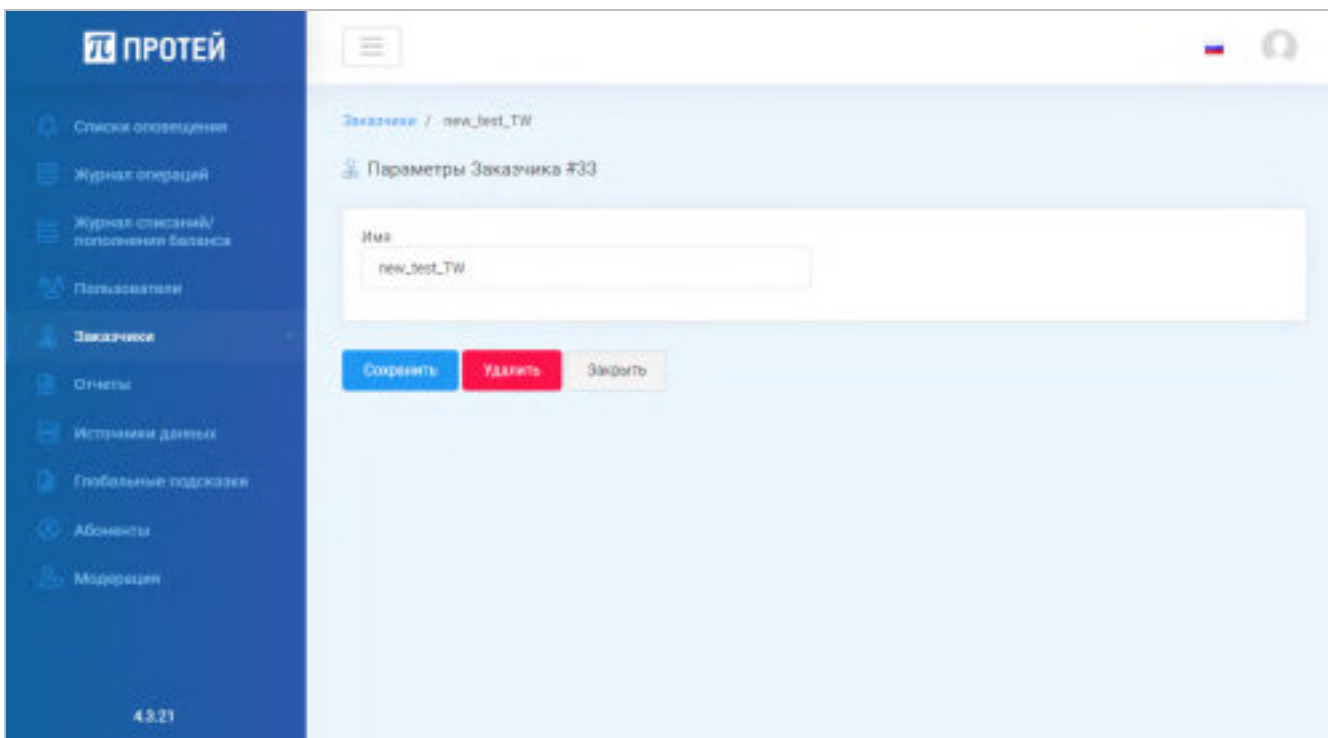 ПРОТЕЙ
Списки оповещения
Журнал операций
Журнал списаний/
пополнения баланса
Пользователи
Заказчики
Отчеты
Источники данных
Глобальные подсказки
Абоненты
Модерация
4.3.21
Заказчики / new_test_TW
Параметры Заказчика #33
Имя
new_test_TW
Сохранить Удалить Закрыть